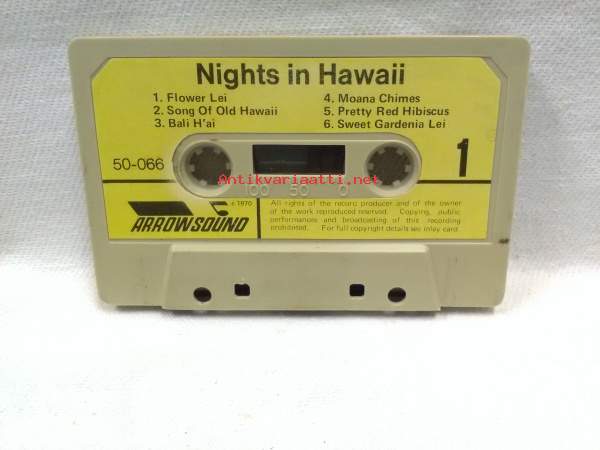 Nights in Hawaii
1. Flower Lei
2. Song Of Old Hawaii
3. Bali H'ai
4. Moana Chimes
5. Pretty Red Hibiscus
6. Sweet Gardenia Lei
50-066
1
Antikvariaatti.net
100 50 0
c 1970
ARROWSOUND
All rights of the record producer and of the owner
of the work reproduced reserved. Copying, public
performance and broadcasting of this recording
prohibited. For full copyright details see inlay card.